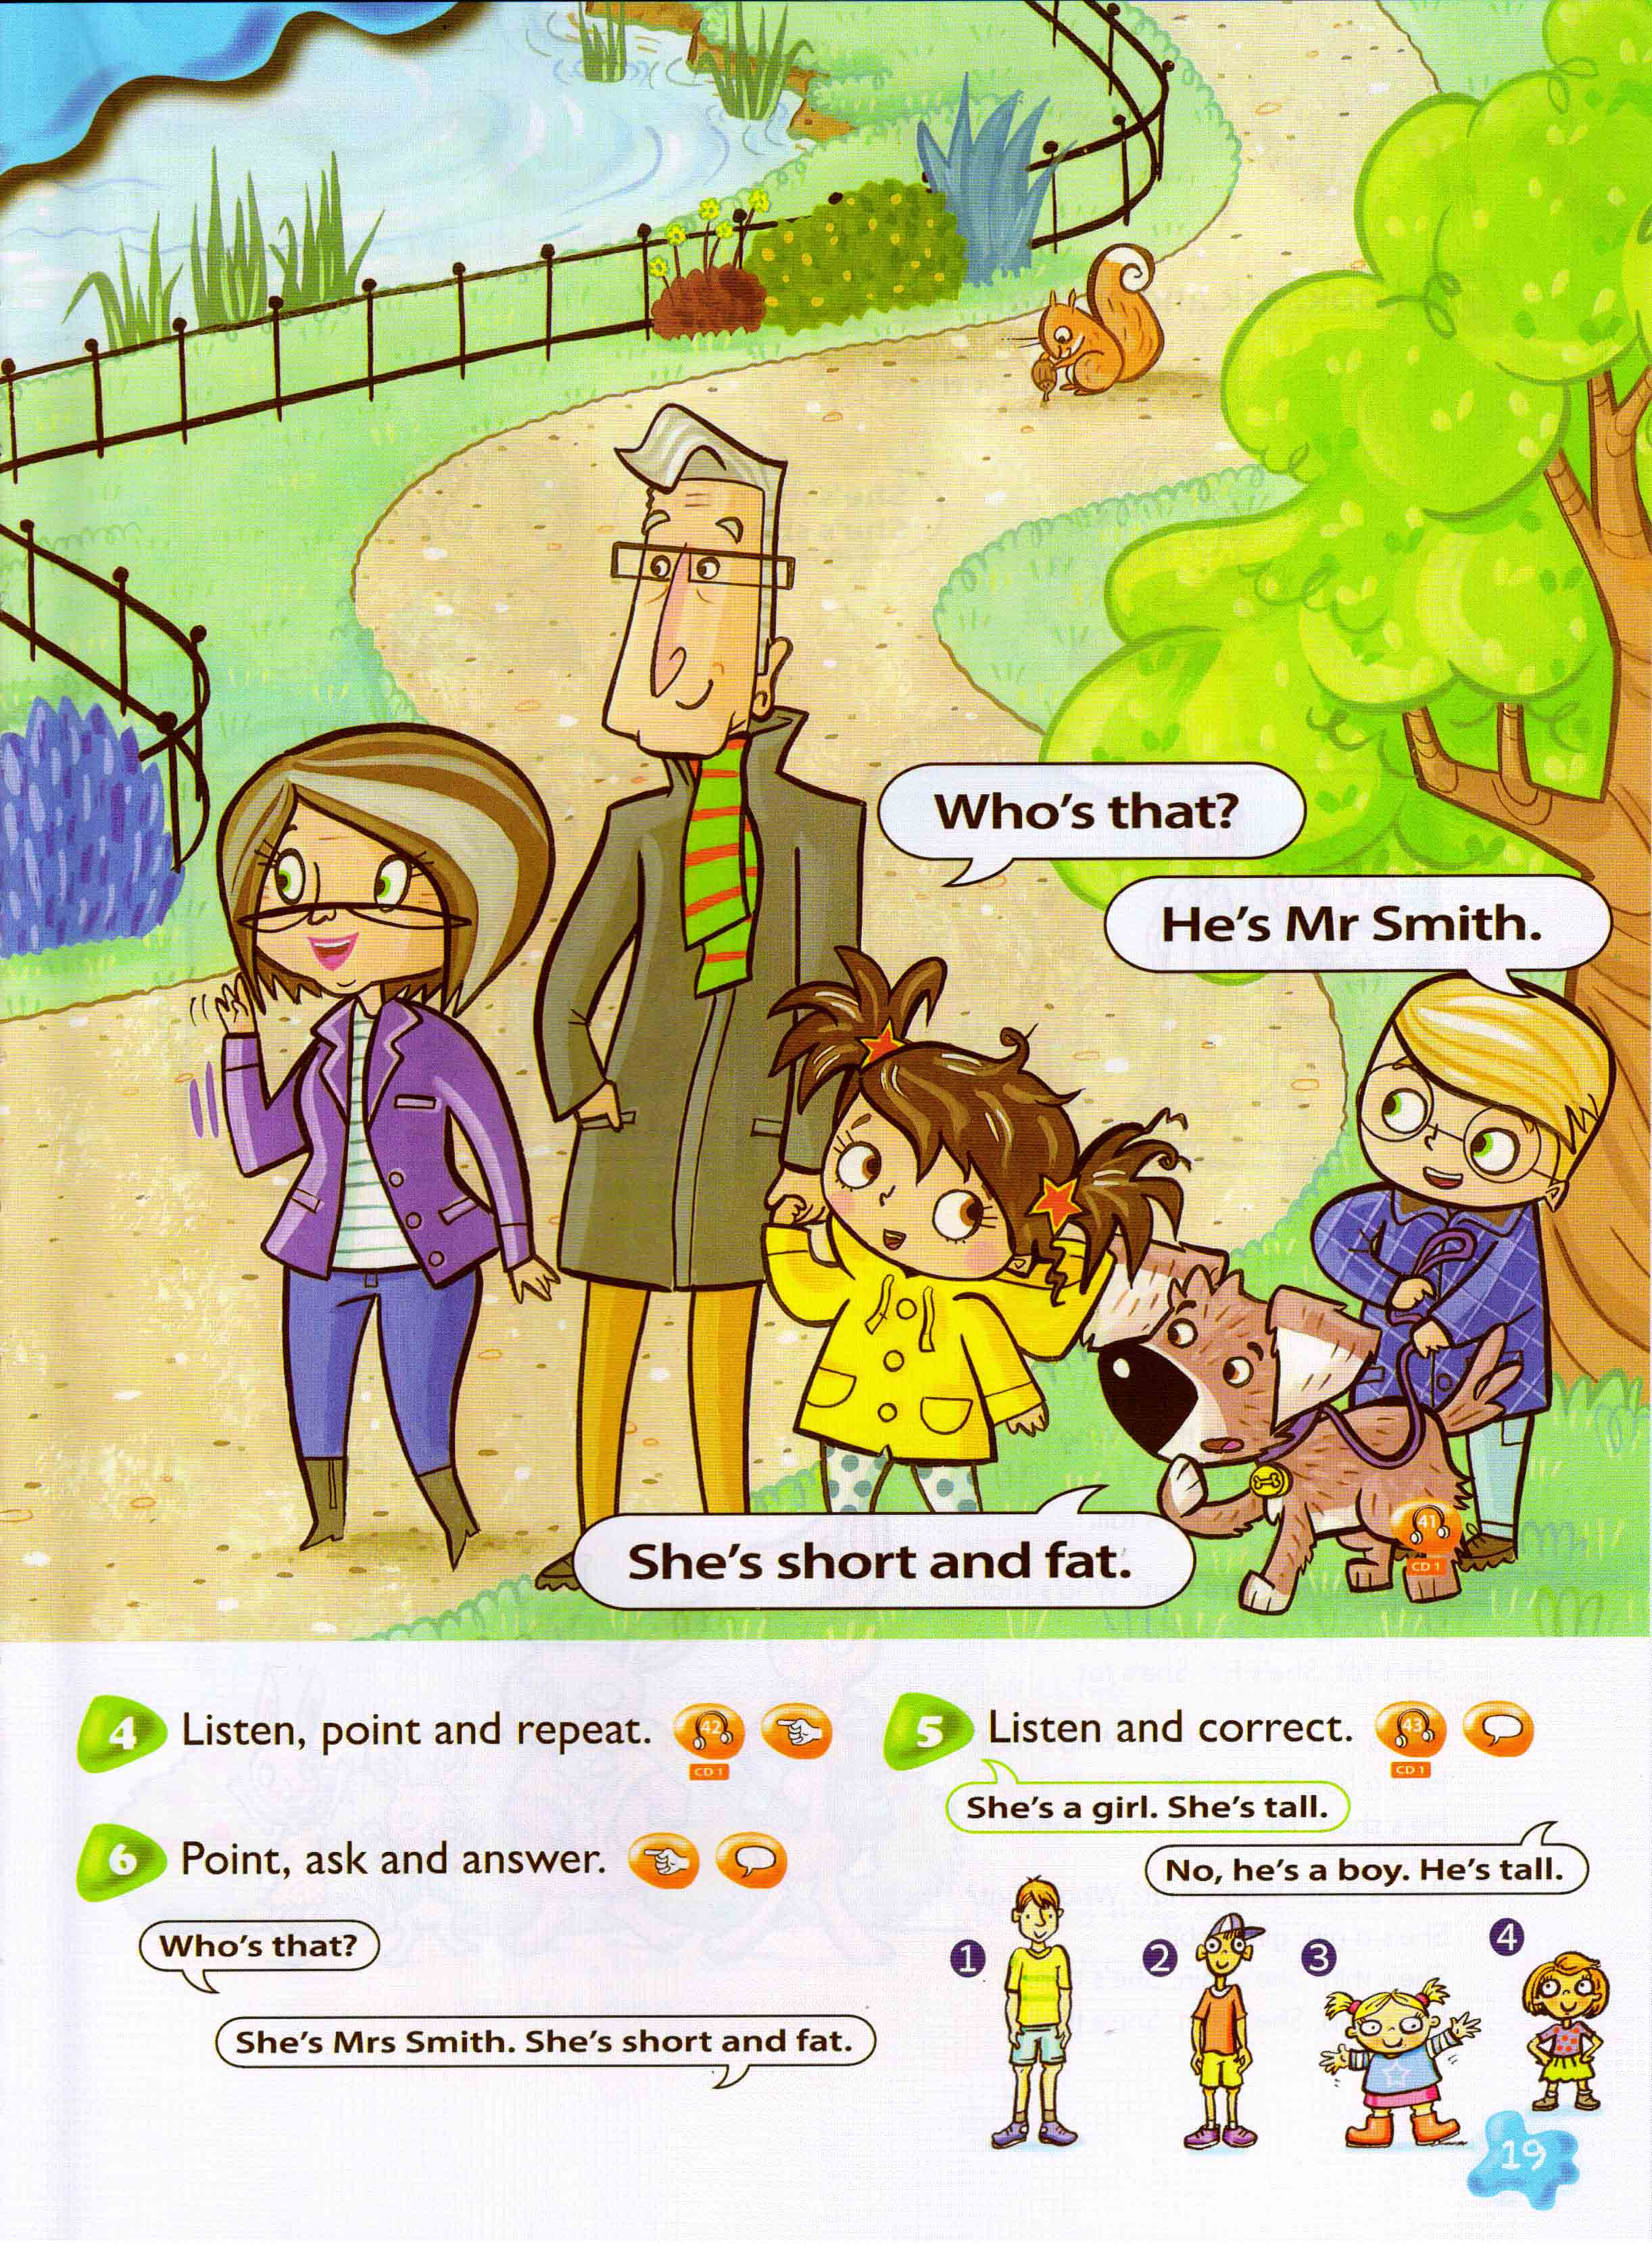 Who's that?
He's Mr Smith.
She's short and fat.
41
CD 1
4 Listen, point and repeat. 42
CD 1
5 Listen and correct. 43
CD 1
She's a girl. She's tall.
No, he's a boy. He's tall.
1 2 3 4
6 Point, ask and answer.
Who's that?
She's Mrs Smith. She's short and fat.
19